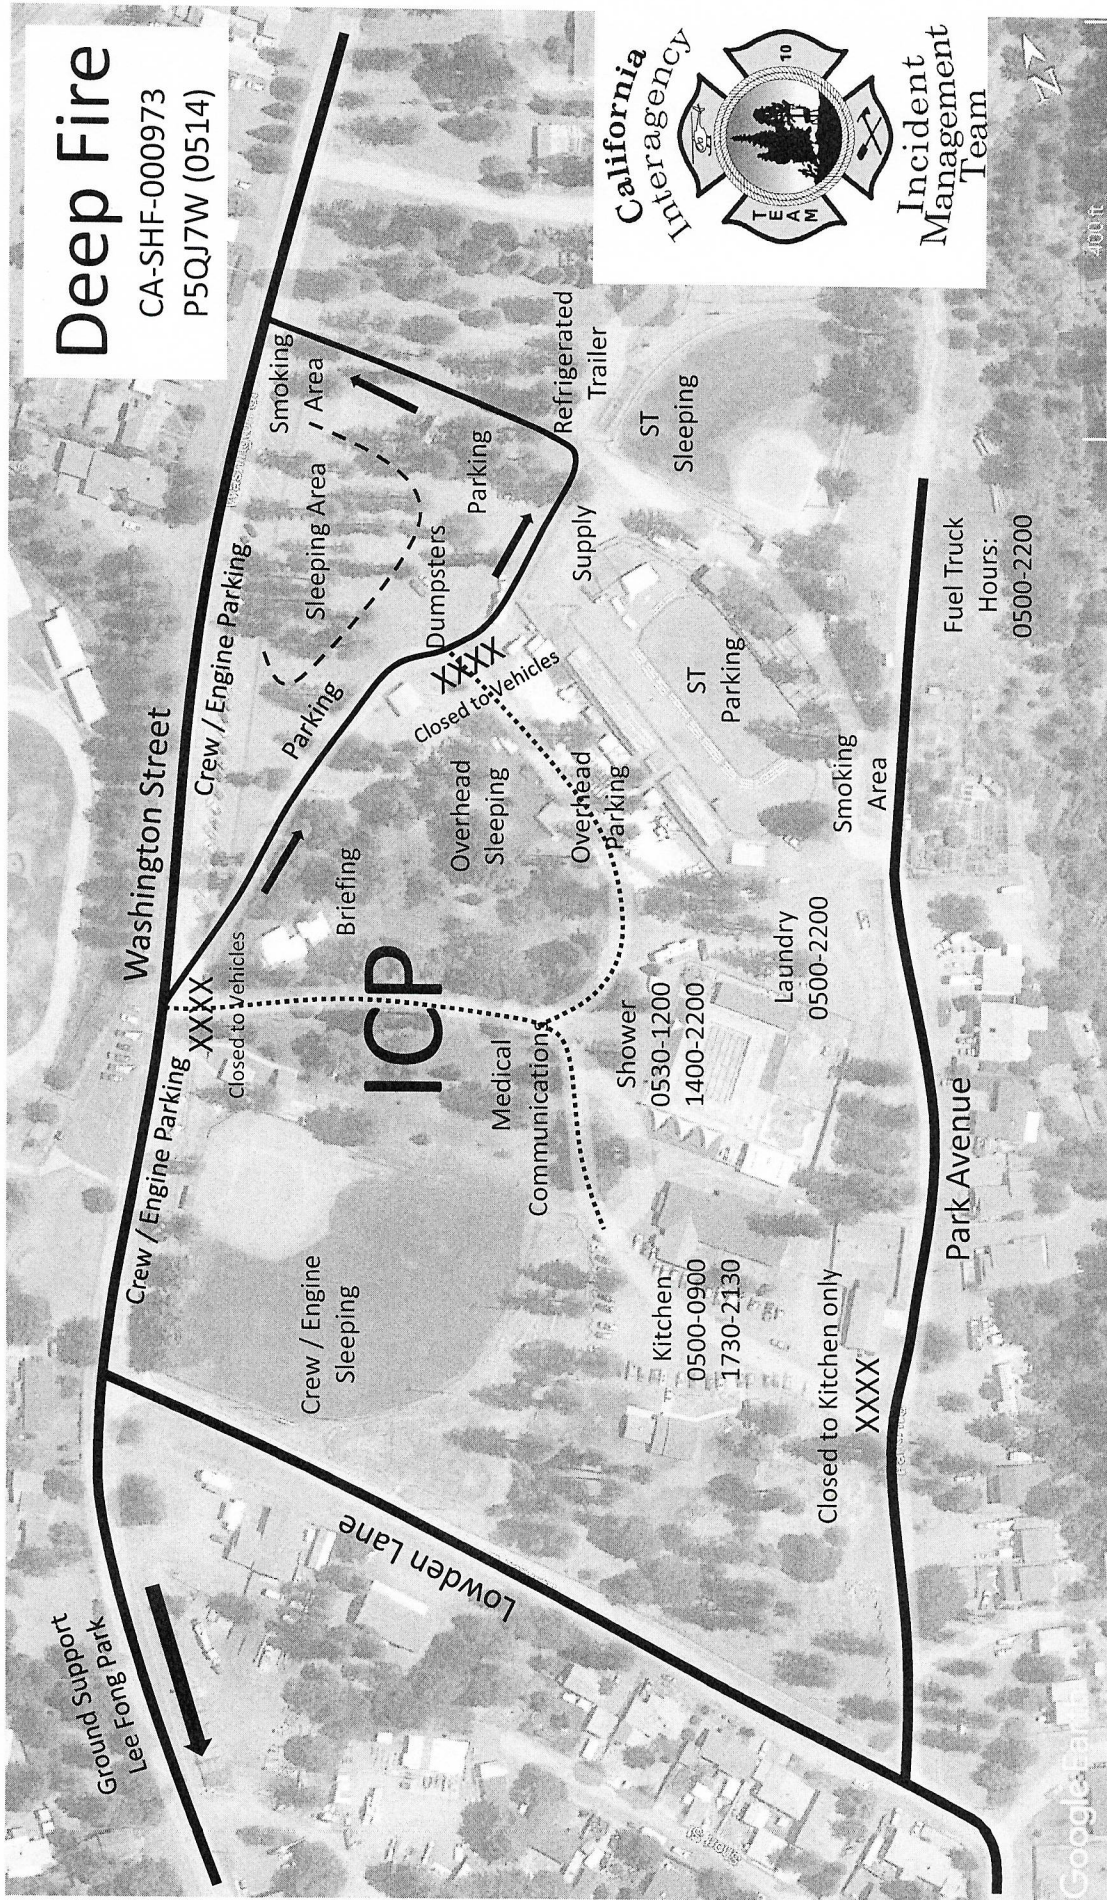 Deep Fire
CA-SHF-000973
P5QJ7W (0514)
Ground Support
Lee Fong Park
Washington Street
Crew / Engine Parking
Crew / Engine Parking
XXXX
Closed to Vehicles
Parking
Sleeping Area
Smoking
Area
Briefing
ICP
Crew / Engine
Sleeping
Overhead
Sleeping
XXXX
Closed to Vehicles
Dumpsters
Parking
Refrigerated
Trailer
Supply
ST
Sleeping
Medical
Communications
Overhead
Parking
Lowden Lane
Kitchen
0500-0900
1730-2130
Shower
0530-1200
1400-2200
Laundry
0500-2200
ST
Parking
Smoking
Area
Closed to Kitchen only
XXXX
Park Avenue
Fuel Truck
Hours:
0500-2200
California
Interagency
TEAM
10
Incident
Management
Team
N
400 ft
Google Earth